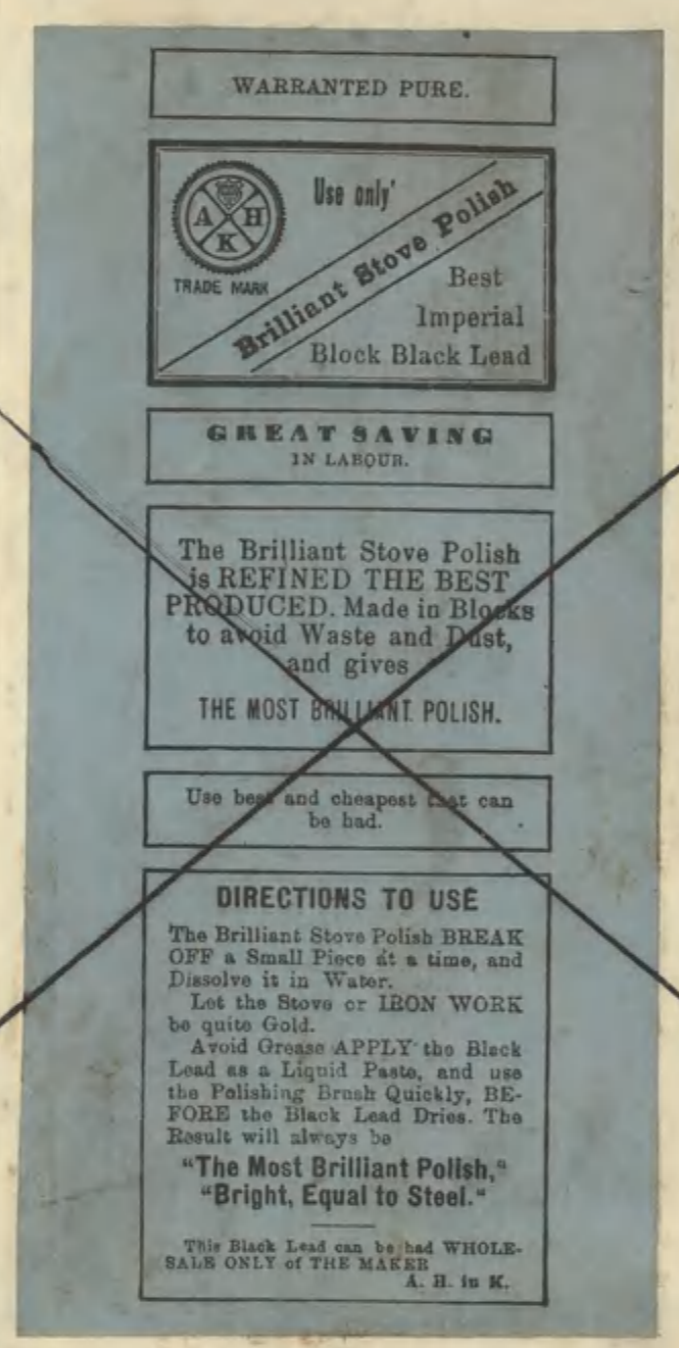 WARRANTED PURE.
A H
K
TRADE MARK
Use only'
Brilliant Stove Polish
Best
Imperial
Block Black Lead
GREAT SAVING
IN LABOUR.
The Brilliant Stove Polish
is REFINED THE BEST
PRODUCED. Made in Blocks
to avoid Waste and Dust,
and gives
THE MOST BRILLIANT POLISH.
Use best and cheapest that can
be had.
DIRECTIONS TO USE
The Brilliant Stove Polish BREAK
OFF a Small Piece at a time, and
Dissolve it in Water.
Let the Stove or IRON WORK
be quite Gold.
Avoid Grease APPLY the Black
Lead as a Liquid Paste, and use
the Polishing Brush Quickly, BE-
FORE the Black Lead Dries. The
Result will always be
"The Most Brilliant Polish,"
"Bright, Equal to Steel."
This Black Lead can be had WHOLE-
SALE ONLY of THE MAKER
A. H. in K.